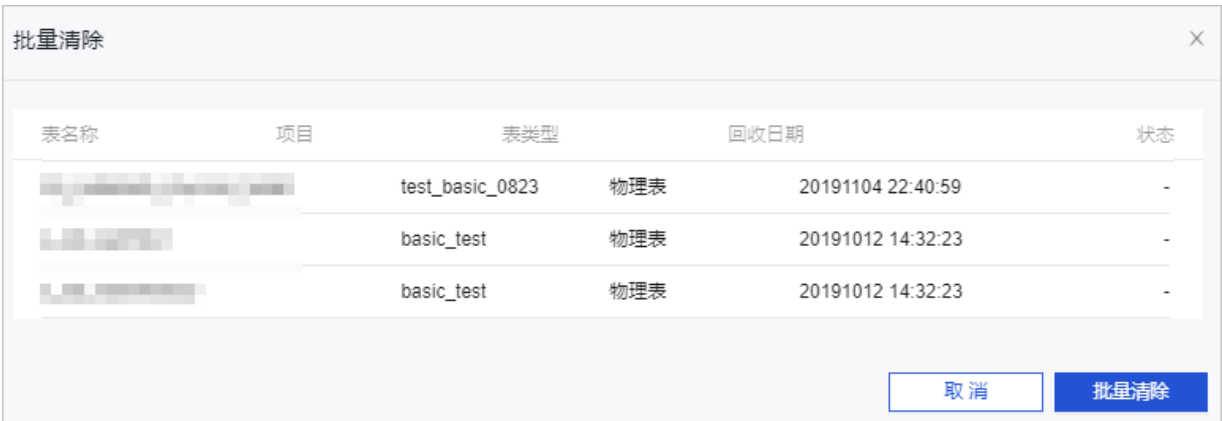 批量清除
表名称 项目 表类型 回收日期 状态
test_basic_0823 物理表 20191104 22:40:59 -
basic_test 物理表 20191012 14:32:23 -
basic_test 物理表 20191012 14:32:23 -
取消 批量清除